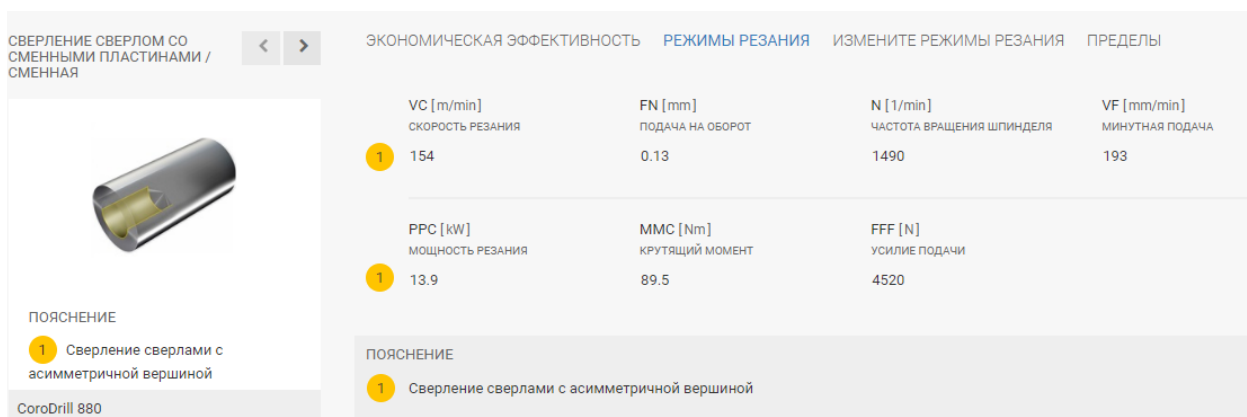 СВЕРЛЕНИЕ СВЕРЛОМ СО
СМЕННЫМИ ПЛАСТИНАМИ /
СМЕННАЯ
ПОЯСНЕНИЕ
1 Сверление сверлами с
асимметричной вершиной
CoroDrill 880
ЭКОНОМИЧЕСКАЯ ЭФФЕКТИВНОСТЬ РЕЖИМЫ РЕЗАНИЯ ИЗМЕНИТЕ РЕЖИМЫ РЕЗАНИЯ ПРЕДЕЛЫ
VC [m/min] FN [mm] N [1/min] VF [mm/min]
СКОРОСТЬ РЕЗАНИЯ ПОДАЧА НА ОБОРОТ ЧАСТОТА ВРАЩЕНИЯ ШПИНДЕЛЯ МИНУТНАЯ ПОДАЧА
1 154 0.13 1490 193
PPC [kW] MMC [Nm] FFF [N]
МОЩНОСТЬ РЕЗАНИЯ КРУТЯЩИЙ МОМЕНТ УСИЛИЕ ПОДАЧИ
1 13.9 89.5 4520
ПОЯСНЕНИЕ
1 Сверление сверлами с асимметричной вершиной